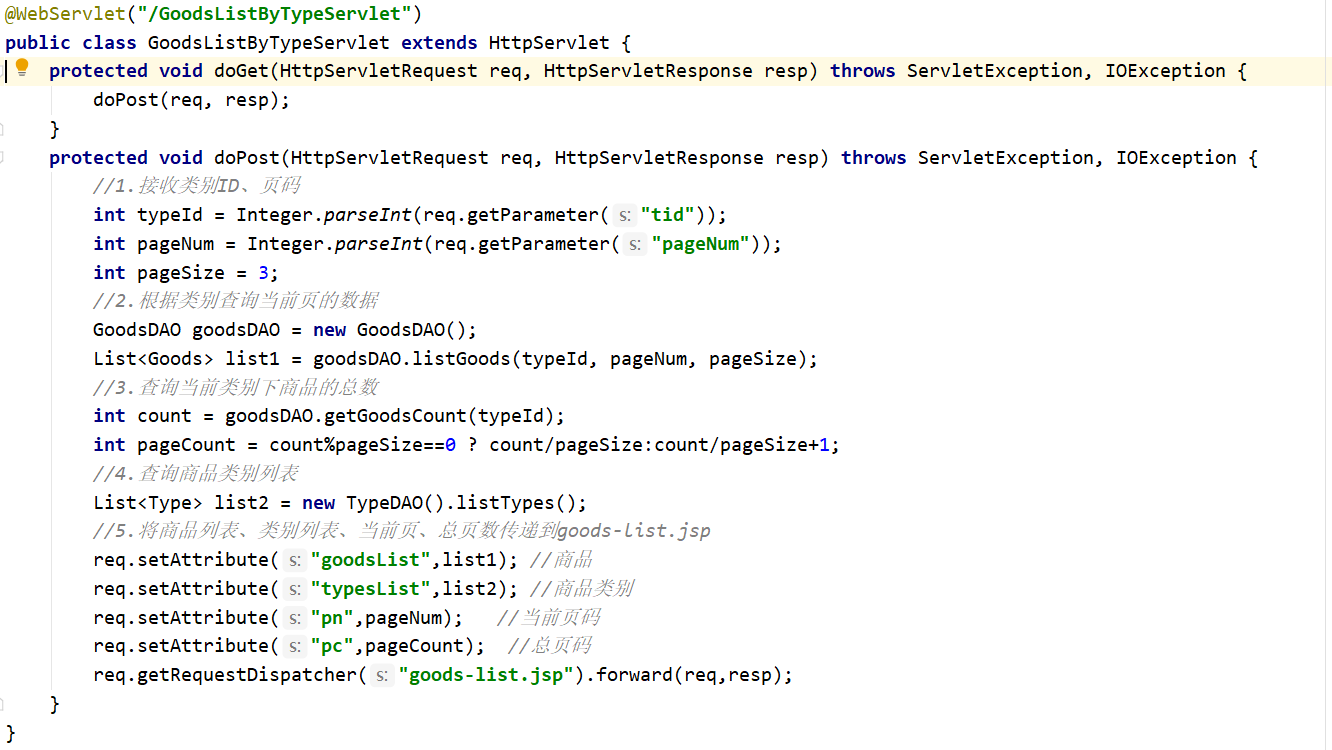 @WebServlet("/GoodsListByTypeServlet")
public class GoodsListByTypeServlet extends HttpServlet {
    protected void doGet(HttpServletRequest req, HttpServletResponse resp) throws ServletException, IOException {
        doPost(req, resp);
    }
    protected void doPost(HttpServletRequest req, HttpServletResponse resp) throws ServletException, IOException {
        //1.接收类别ID、页码
        int typeId = Integer.parseInt(req.getParameter( s: "tid"));
        int pageNum = Integer.parseInt(req.getParameter( s: "pageNum"));
        int pageSize = 3;
        //2.根据类别查询当前页的数据
        GoodsDAO goodsDAO = new GoodsDAO();
        List<Goods> list1 = goodsDAO.listGoods(typeId, pageNum, pageSize);
        //3.查询当前类别下商品的总数
        int count = goodsDAO.getGoodsCount(typeId);
        int pageCount = count%pageSize==0 ? count/pageSize:count/pageSize+1;
        //4.查询商品类别列表
        List<Type> list2 = new TypeDAO().listTypes();
        //5.将商品列表、类别列表、当前页、总页数传递到goods-list.jsp
        req.setAttribute( s: "goodsList",list1); //商品
        req.setAttribute( s: "typesList",list2); //商品类别
        req.setAttribute( s: "pn",pageNum);   //当前页码
        req.setAttribute( s: "pc",pageCount);  //总页码
        req.getRequestDispatcher( s: "goods-list.jsp").forward(req,resp);
    }
}